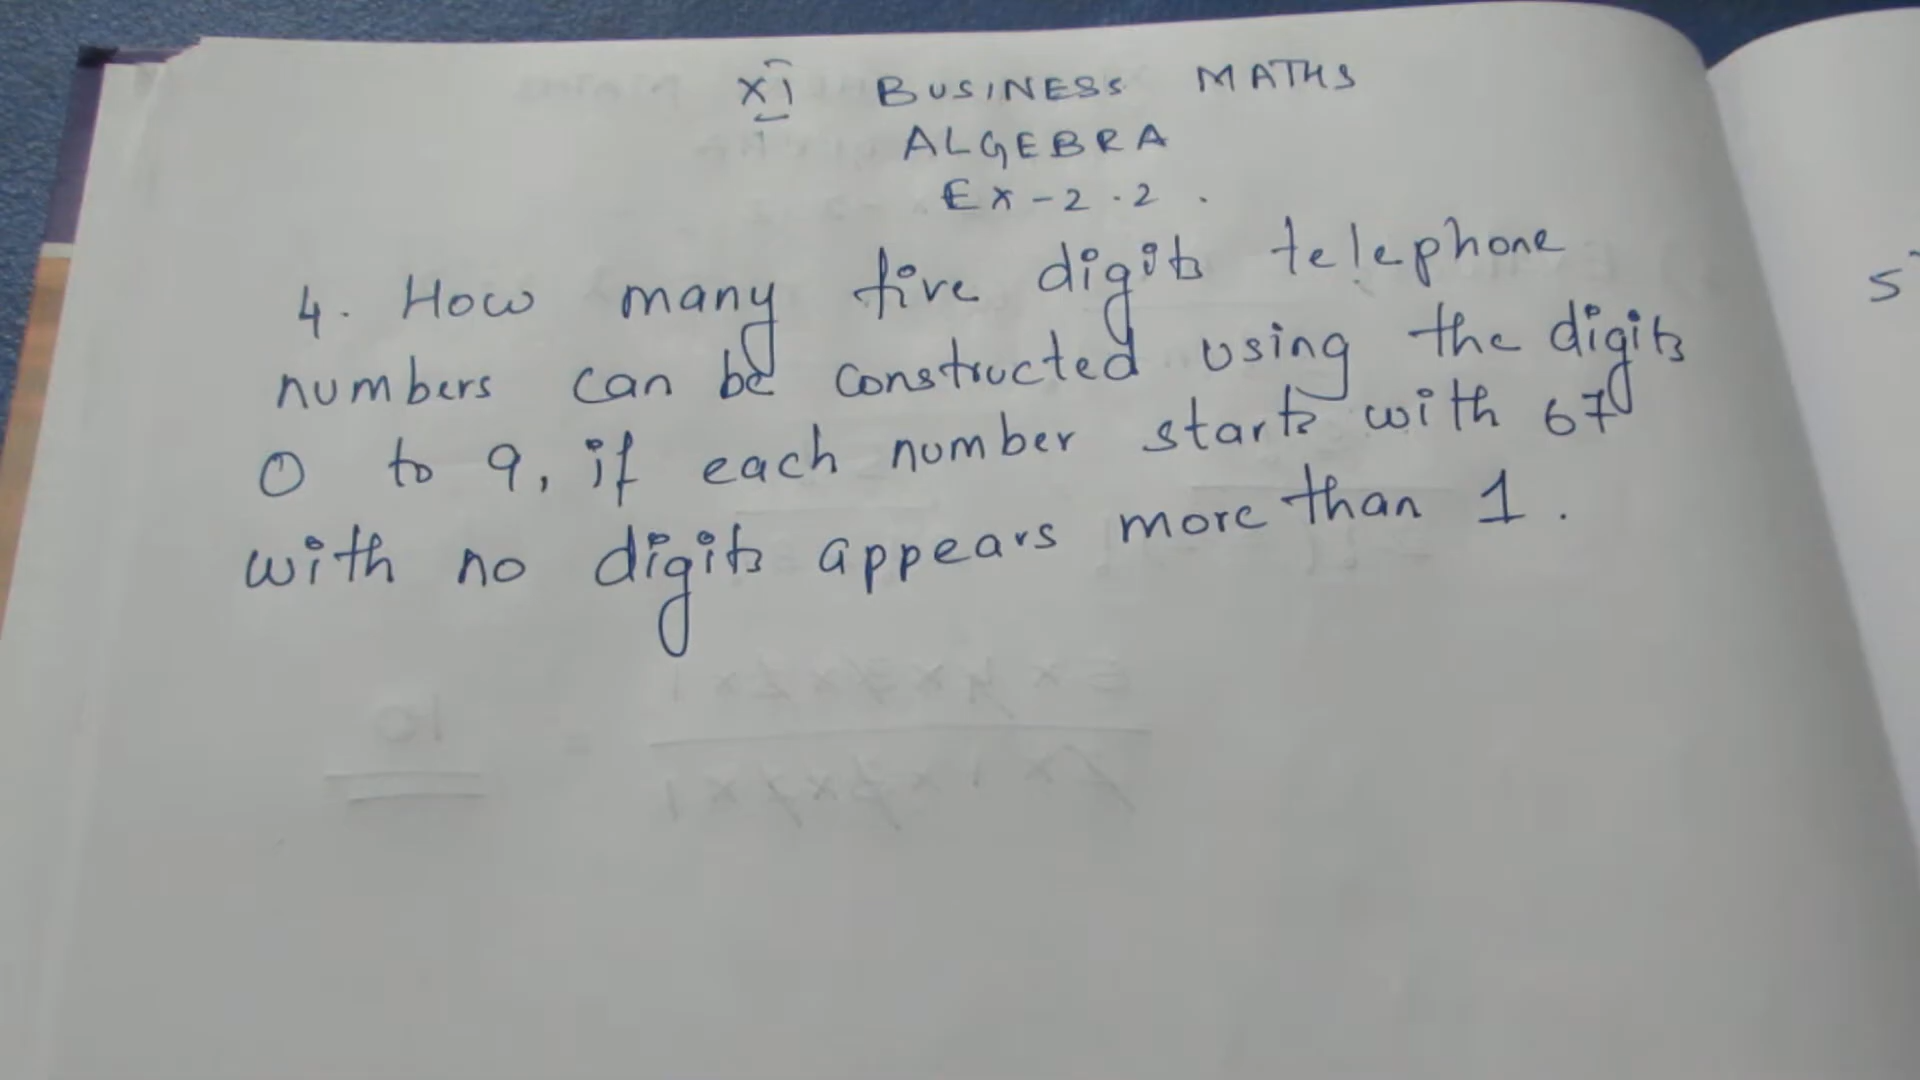 XI BUSINESS MATHS
ALGEBRA
Ex-2.2.
4. How many five digits telephone
numbers can be constructed using the digits
0 to 9, if each number starts with 67
with no digits appears more than 1.